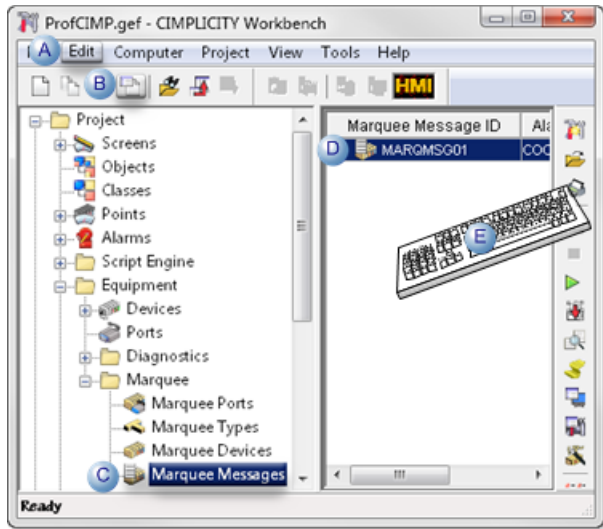 ProfCIMP.gef - CIMPLICITY Workbench
A Edit Computer Project View Tools Help
B HMI
Project
Screens
Objects
Classes
Points
Alarms
Script Engine
Equipment
Devices
Ports
Diagnostics
Marquee
Marquee Ports
Marquee Types
Marquee Devices
C Marquee Messages
Marquee Message ID
D MARQMSG01
E
Ready